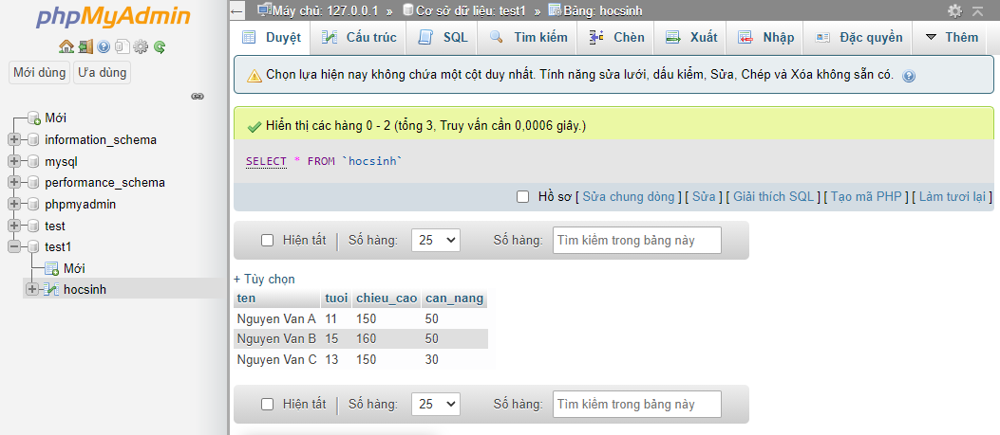 phpMyAdmin
Mới dùng Ưa dùng
Mới
information_schema
mysql
performance_schema
phpmyadmin
test
test1
Mới
hocsinh
Máy chủ: 127.0.0.1 » Cơ sở dữ liệu: test1 » Bảng: hocsinh
Duyệt Cấu trúc SQL Tìm kiếm Chèn Xuất Nhập Đặc quyền Thêm
Chọn lựa hiện nay không chứa một cột duy nhất. Tính năng sửa lưới, dấu kiểm, Sửa, Chép và Xóa không sẵn có.
Hiển thị các hàng 0 - 2 (tổng 3, Truy vấn cần 0,0006 giây.)
SELECT * FROM `hocsinh`
Hồ sơ [ Sửa chung dòng ] [ Sửa ] [ Giải thích SQL ] [ Tạo mã PHP ] [ Làm tươi lại ]
Hiện tất Số hàng: 25 Số hàng: Tìm kiếm trong bảng này
+ Tùy chọn
ten tuoi chieu_cao can_nang
Nguyen Van A 11 150 50
Nguyen Van B 15 160 50
Nguyen Van C 13 150 30
Hiện tất Số hàng: 25 Số hàng: Tìm kiếm trong bảng này